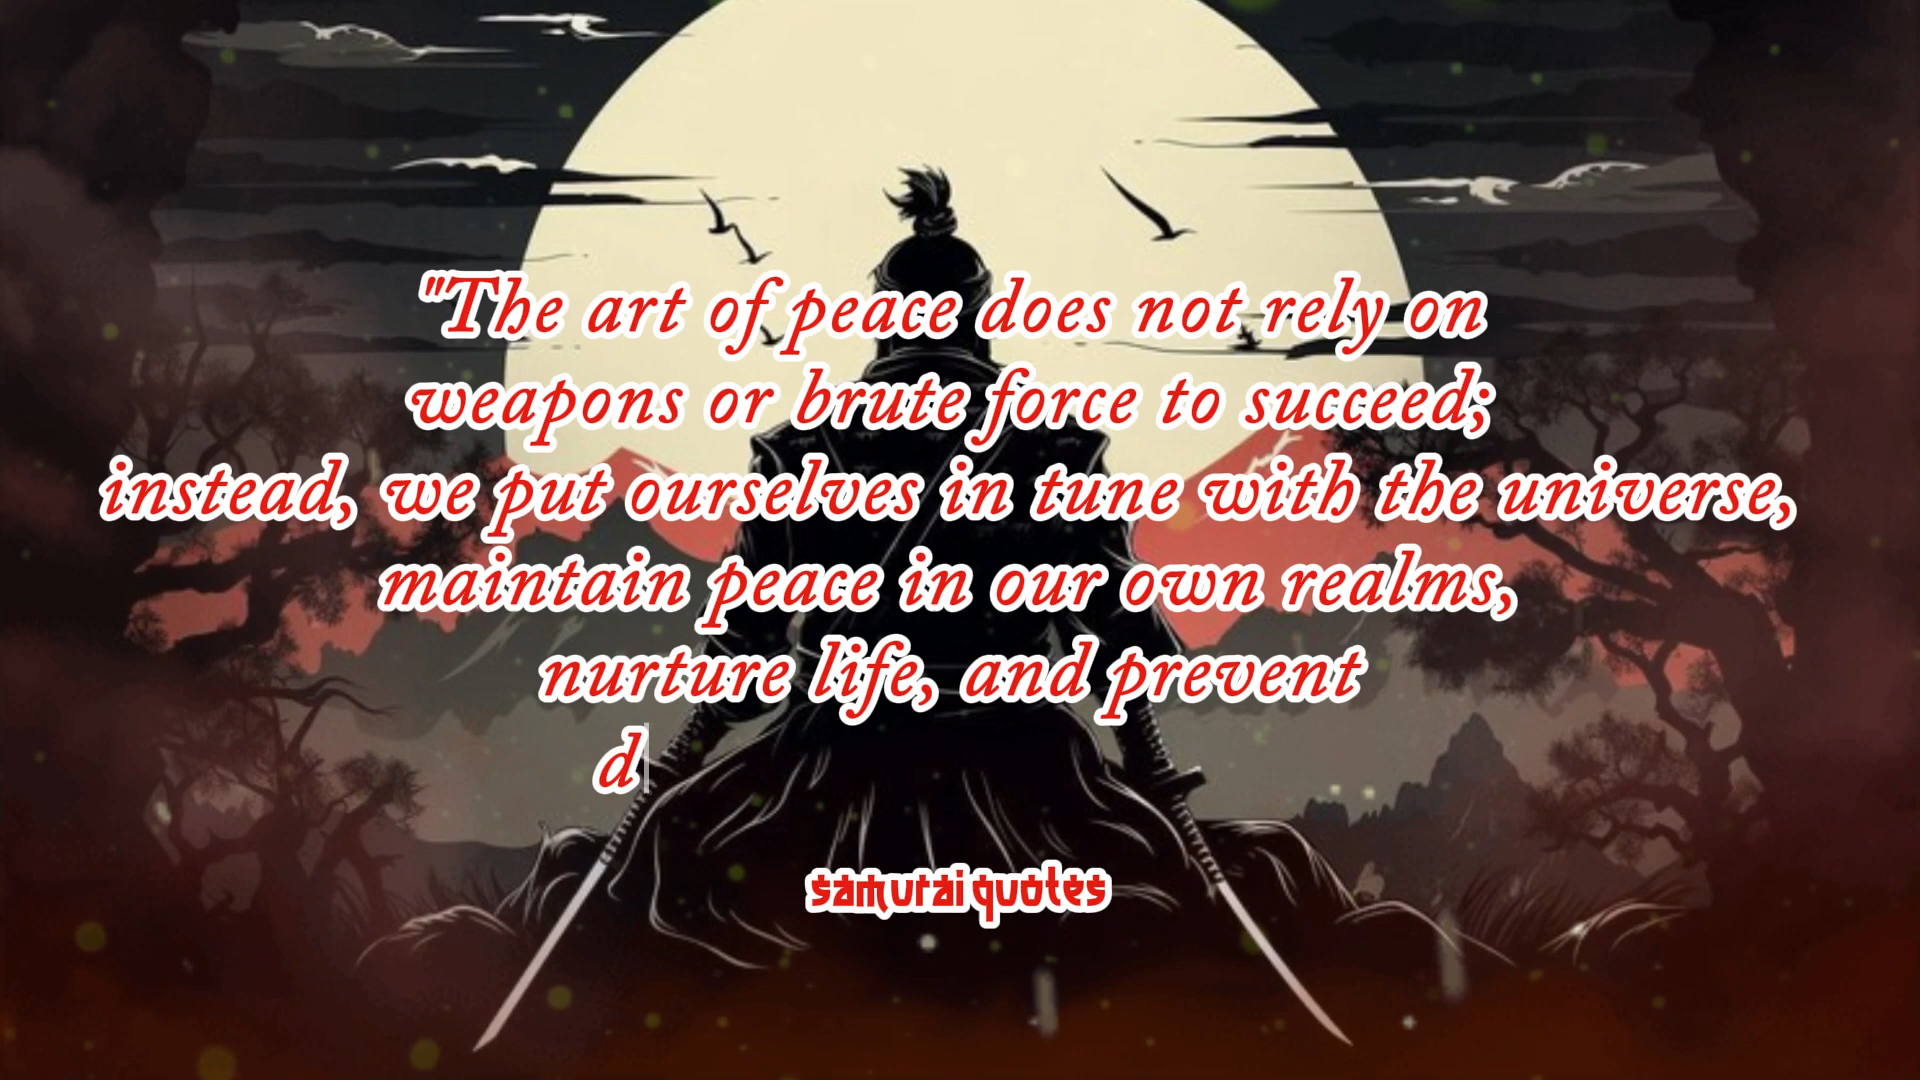 "The art of peace does not rely on
weapons or brute force to succeed;
instead, we put ourselves in tune with the universe,
maintain peace in our own realms,
nurture life, and prevent
d
samurai quotes